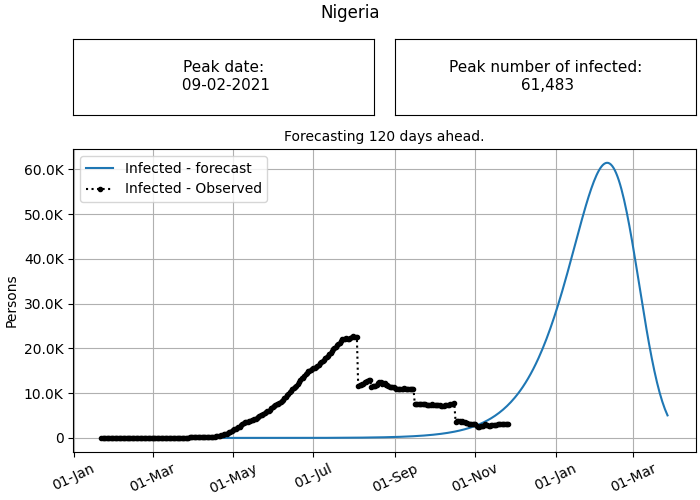 Nigeria
Peak date:
09-02-2021
Peak number of infected:
61,483
Forecasting 120 days ahead.
Infected - forecast
Infected - Observed
60.0K
50.0K
40.0K
30.0K
20.0K
10.0K
0
Persons
01-Jan
01-Mar
01-May
01-Jul
01-Sep
01-Nov
01-Jan
01-Mar